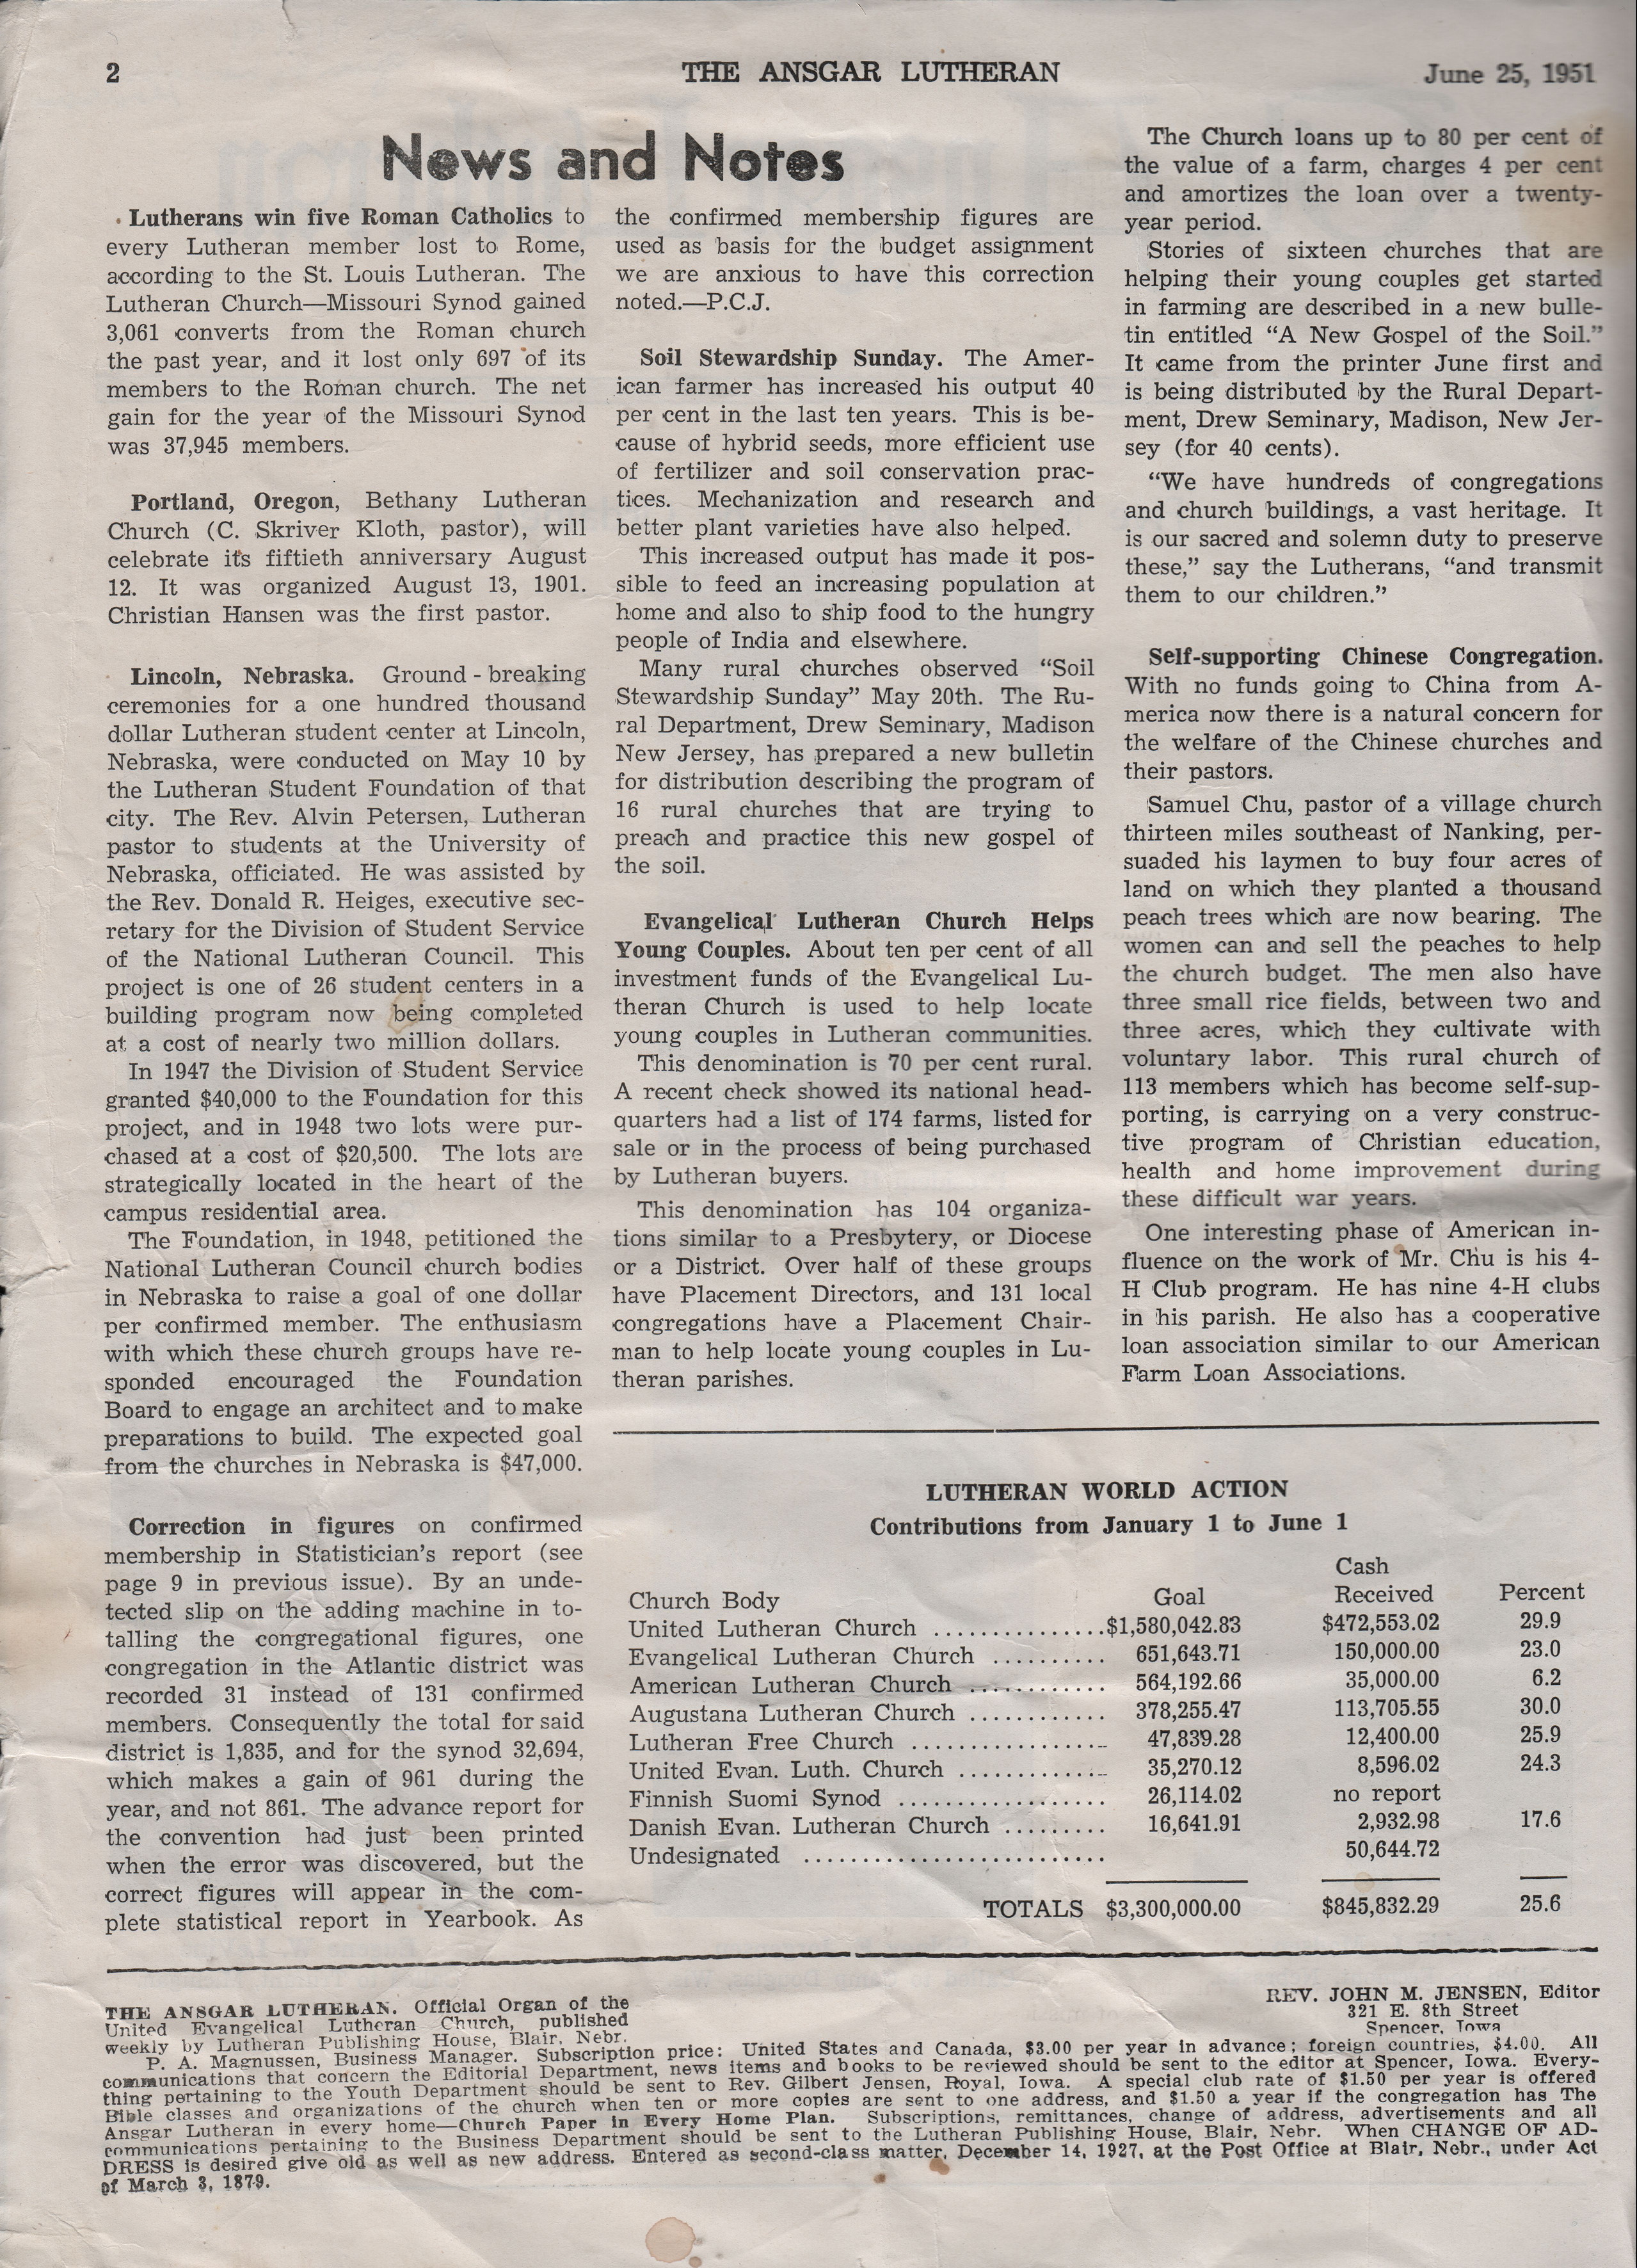 2
THE ANSGAR LUTHERAN
June 25, 1951
News and Notes
Lutherans win five Roman Catholics to
every Lutheran member lost to Rome,
according to the St. Louis Lutheran. The
Lutheran Church—Missouri Synod gained
3,061 converts from the Roman church
the past year, and it lost only 697 of its
members to the Roman church. The net
gain for the year of the Missouri Synod
was 37,945 members.
Portland, Oregon, Bethany Lutheran
Church (C. Skriver Kloth, pastor), will
celebrate its fiftieth anniversary August
12. It was organized August 13, 1901.
Christian Hansen was the first pastor.
Lincoln, Nebraska. Ground - breaking
ceremonies for a one hundred thousand
dollar Lutheran student center at Lincoln,
Nebraska, were conducted on May 10 by
the Lutheran Student Foundation of that
city. The Rev. Alvin Petersen, Lutheran
pastor to students at the University of
Nebraska, officiated. He was assisted by
the Rev. Donald R. Heiges, executive sec-
retary for the Division of Student Service
of the National Lutheran Council. This
project is one of 26 student centers in a
building program now being completed
at a cost of nearly two million dollars.
In 1947 the Division of Student Service
granted $40,000 to the Foundation for this
project, and in 1948 two lots were pur-
chased at a cost of $20,500. The lots are
strategically located in the heart of the
campus residential area.
The Foundation, in 1948, petitioned the
National Lutheran Council church bodies
in Nebraska to raise a goal of one dollar
per confirmed member. The enthusiasm
with which these church groups have re-
sponded encouraged the Foundation
Board to engage an architect and to make
preparations to build. The expected goal
from the churches in Nebraska is $47,000.
Correction in figures on confirmed
membership in Statistician's report (see
page 9 in previous issue). By an unde-
tected slip on the adding machine in to-
talling the congregational figures, one
congregation in the Atlantic district was
recorded 31 instead of 131 confirmed
members. Consequently the total for said
district is 1,835, and for the synod 32,694,
which makes a gain of 961 during the
year, and not 861. The advance report for
the convention had just been printed
when the error was discovered, but the
correct figures will appear in the com-
plete statistical report in Yearbook. As
the confirmed membership figures are
used as basis for the budget assignment
we are anxious to have this correction
noted.—P.C.J.
Soil Stewardship Sunday. The Amer-
ican farmer has increased his output 40
per cent in the last ten years. This is be-
cause of hybrid seeds, more efficient use
of fertilizer and soil conservation prac-
tices. Mechanization and research and
better plant varieties have also helped.
This increased output has made it pos-
sible to feed an increasing population at
home and also to ship food to the hungry
people of India and elsewhere.
Many rural churches observed "Soil
Stewardship Sunday" May 20th. The Ru-
ral Department, Drew Seminary, Madison
New Jersey, has prepared a new bulletin
for distribution describing the program of
16 rural churches that are trying to
preach and practice this new gospel of
the soil.
Evangelical Lutheran Church Helps
Young Couples. About ten per cent of all
investment funds of the Evangelical Lu-
theran Church is used to help locate
young couples in Lutheran communities.
This denomination is 70 per cent rural.
A recent check showed its national head-
quarters had a list of 174 farms, listed for
sale or in the process of being purchased
by Lutheran buyers.
This denomination has 104 organiza-
tions similar to a Presbytery, or Diocese
or a District. Over half of these groups
have Placement Directors, and 131 local
congregations have a Placement Chair-
man to help locate young couples in Lu-
theran parishes.
The Church loans up to 80 per cent of
the value of a farm, charges 4 per cent
and amortizes the loan over a twenty-
year period.
Stories of sixteen churches that are
helping their young couples get started
in farming are described in a new bulle-
tin entitled "A New Gospel of the Soil."
It came from the printer June first and
is being distributed by the Rural Depart-
ment, Drew Seminary, Madison, New Jer-
sey (for 40 cents).
"We have hundreds of congregations
and church buildings, a vast heritage. It
is our sacred and solemn duty to preserve
these," say the Lutherans, "and transmit
them to our children."
Self-supporting Chinese Congregation.
With no funds going to China from A-
merica now there is a natural concern for
the welfare of the Chinese churches and
their pastors.
Samuel Chu, pastor of a village church
thirteen miles southeast of Nanking, per-
suaded his laymen to buy four acres of
land on which they planted a thousand
peach trees which are now bearing. The
women can and sell the peaches to help
the church budget. The men also have
three small rice fields, between two and
three acres, which they cultivate with
voluntary labor. This rural church of
113 members which has become self-sup-
porting, is carrying on a very construc-
tive program of Christian education,
health and home improvement during
these difficult war years.
One interesting phase of American in-
fluence on the work of Mr. Chu is his 4-
H Club program. He has nine 4-H clubs
in his parish. He also has a cooperative
loan association similar to our American
Farm Loan Associations.
LUTHERAN WORLD ACTION
Contributions from January 1 to June 1
Cash
Church Body Goal Received Percent
United Lutheran Church ............... $1,580,042.83 $472,553.02 29.9
Evangelical Lutheran Church .......... 651,643.71 150,000.00 23.0
American Lutheran Church ............ 564,192.66 35,000.00 6.2
Augustana Lutheran Church ............ 378,255.47 113,705.55 30.0
Lutheran Free Church ................. 47,839.28 12,400.00 25.9
United Evan. Luth. Church ............. 35,270.12 8,596.02 24.3
Finnish Suomi Synod .................. 26,114.02 no report
Danish Evan. Lutheran Church ......... 16,641.91 2,932.98 17.6
Undesignated .......................... 50,644.72
TOTALS $3,300,000.00 $845,832.29 25.6
THE ANSGAR LUTHERAN. Official Organ of the
United Evangelical Lutheran Church, published
weekly by Lutheran Publishing House, Blair, Nebr.
REV. JOHN M. JENSEN, Editor
321 E. 8th Street
Spencer, Iowa
P. A. Magnussen, Business Manager. Subscription price: United States and Canada, $3.00 per year in advance; foreign countries, $4.00. All
communications that concern the Editorial Department, news items and books to be reviewed should be sent to the editor at Spencer, Iowa. Every-
thing pertaining to the Youth Department should be sent to Rev. Gilbert Jensen, Royal, Iowa. A special club rate of $1.50 per year is offered
Bible classes and organizations of the church when ten or more copies are sent to one address, and $1.50 a year if the congregation has The
Ansgar Lutheran in every home—Church Paper in Every Home Plan. Subscriptions, remittances, change of address, advertisements and all
communications pertaining to the Business Department should be sent to the Lutheran Publishing House, Blair, Nebr. When CHANGE OF AD-
DRESS is desired give old as well as new address. Entered as second-class matter, December 14, 1927, at the Post Office at Blair, Nebr., under Act
of March 3, 1879.